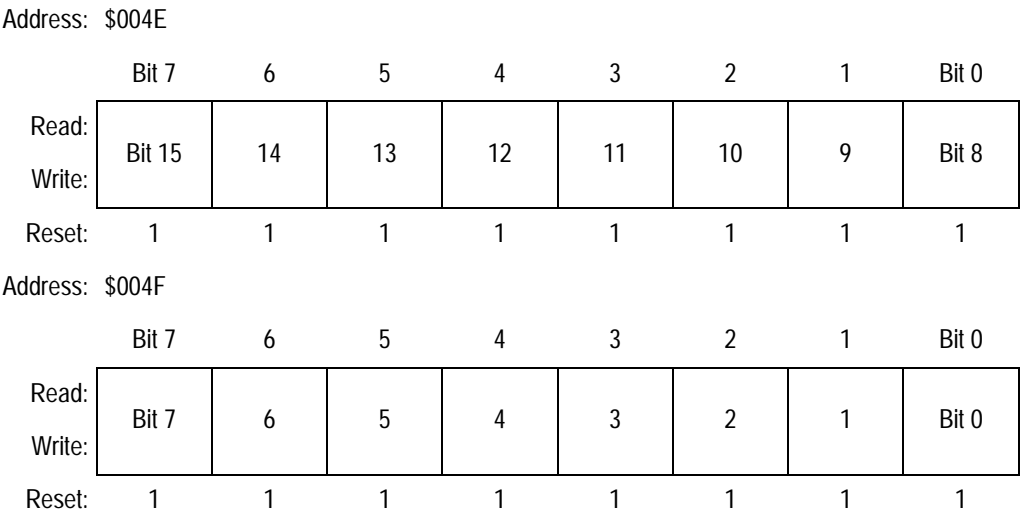 Address: $004E
Bit 7 6 5 4 3 2 1 Bit 0
Read:
Bit 15 14 13 12 11 10 9 Bit 8
Write:
Reset: 1 1 1 1 1 1 1 1
Address: $004F
Bit 7 6 5 4 3 2 1 Bit 0
Read:
Bit 7 6 5 4 3 2 1 Bit 0
Write:
Reset: 1 1 1 1 1 1 1 1